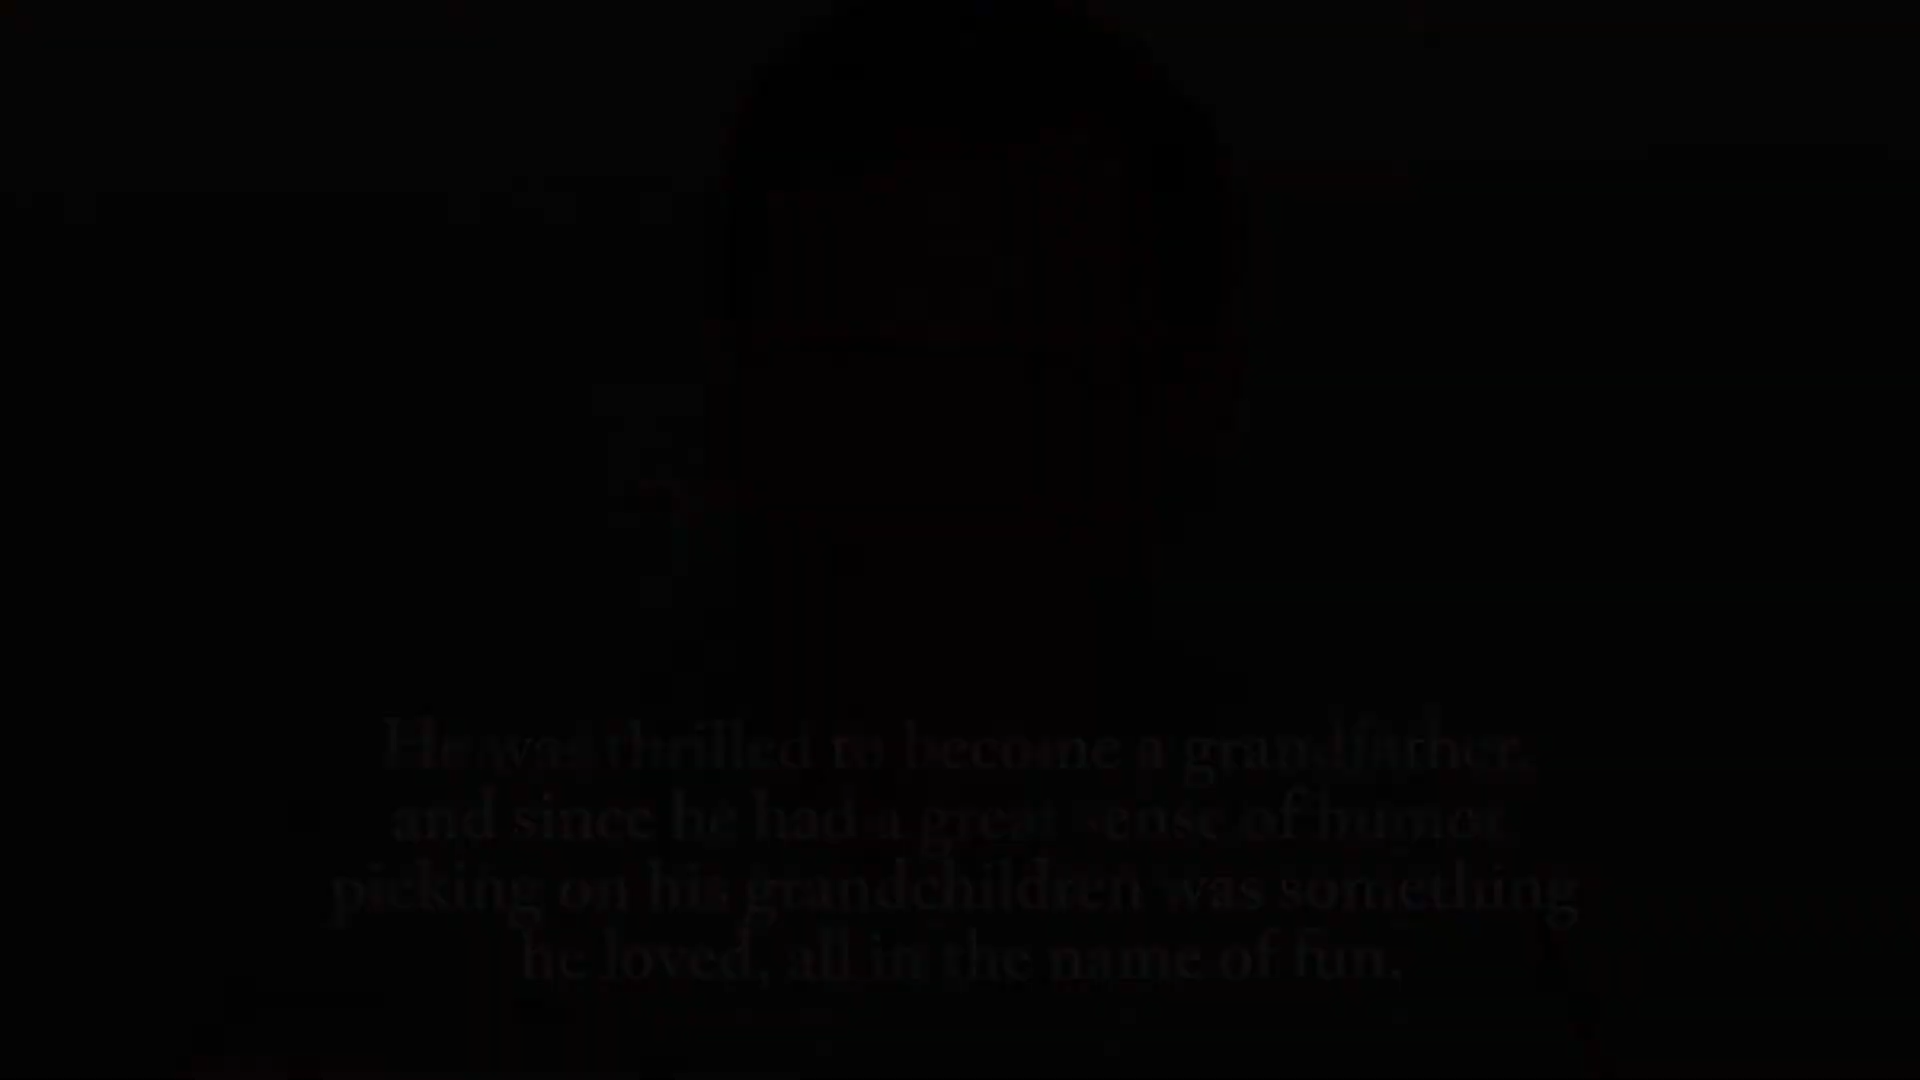 He was thrilled to become a grandfather,
and since he had a great sense of humor,
picking on his grandchildren was something
he loved, all in the name of fun.